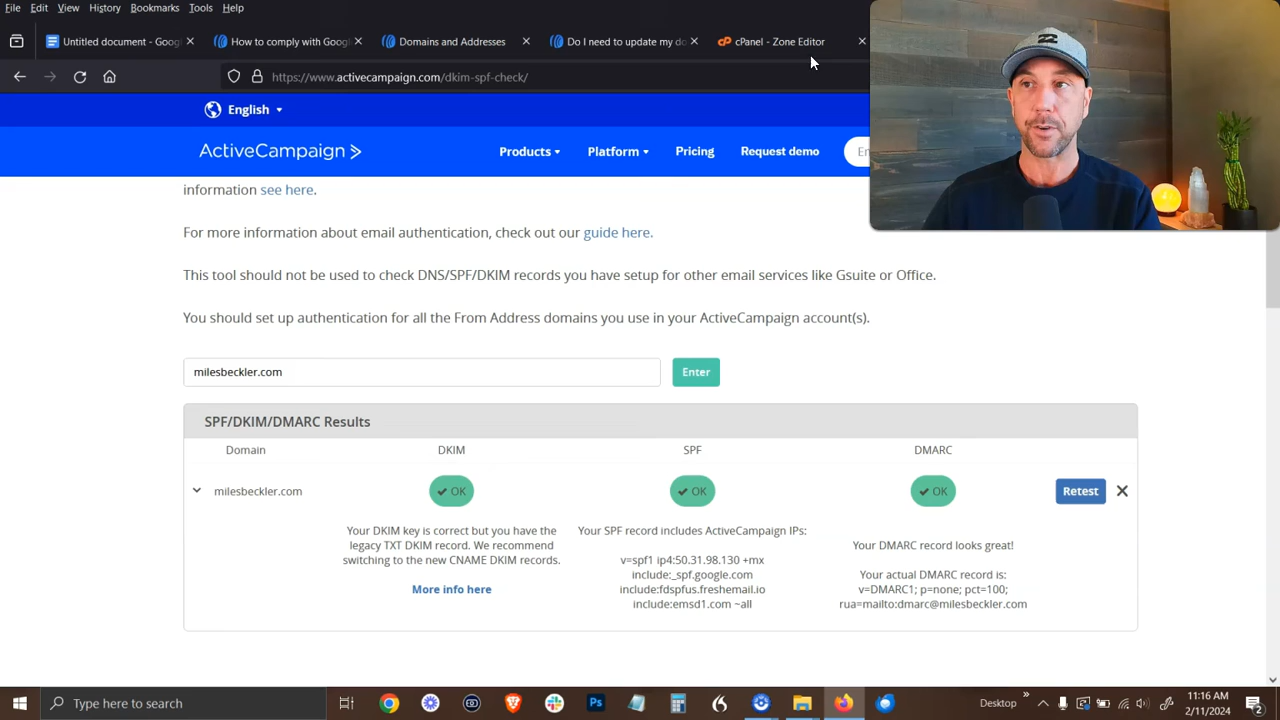 File Edit View History Bookmarks Tools Help
Untitled document - Goo
How to comply with Goog
Domains and Addresses
Do I need to update my do
cPanel - Zone Editor
https://www.activecampaign.com/dkim-spf-check/
English
ActiveCampaign >
Products Platform Pricing Request demo En
information see here.
For more information about email authentication, check out our guide here.
This tool should not be used to check DNS/SPF/DKIM records you have setup for other email services like Gsuite or Office.
You should set up authentication for all the From Address domains you use in your ActiveCampaign account(s).
milesbeckler.com Enter
SPF/DKIM/DMARC Results
Domain DKIM SPF DMARC
milesbeckler.com OK OK OK Retest
Your DKIM key is correct but you have the
legacy TXT DKIM record. We recommend
switching to the new CNAME DKIM records.
More info here
Your SPF record includes ActiveCampaign IPs:
v=spf1 ip4:50.31.98.130 +mx
include:_spf.google.com
include:fdspfus.freshemail.io
include:emsd1.com ~all
Your DMARC record looks great!
Your actual DMARC record is:
v=DMARC1; p=none; pct=100;
rua=mailto:dmarc@milesbeckler.com
Type here to search
Ps
Desktop
11:16 AM
2/11/2024
2